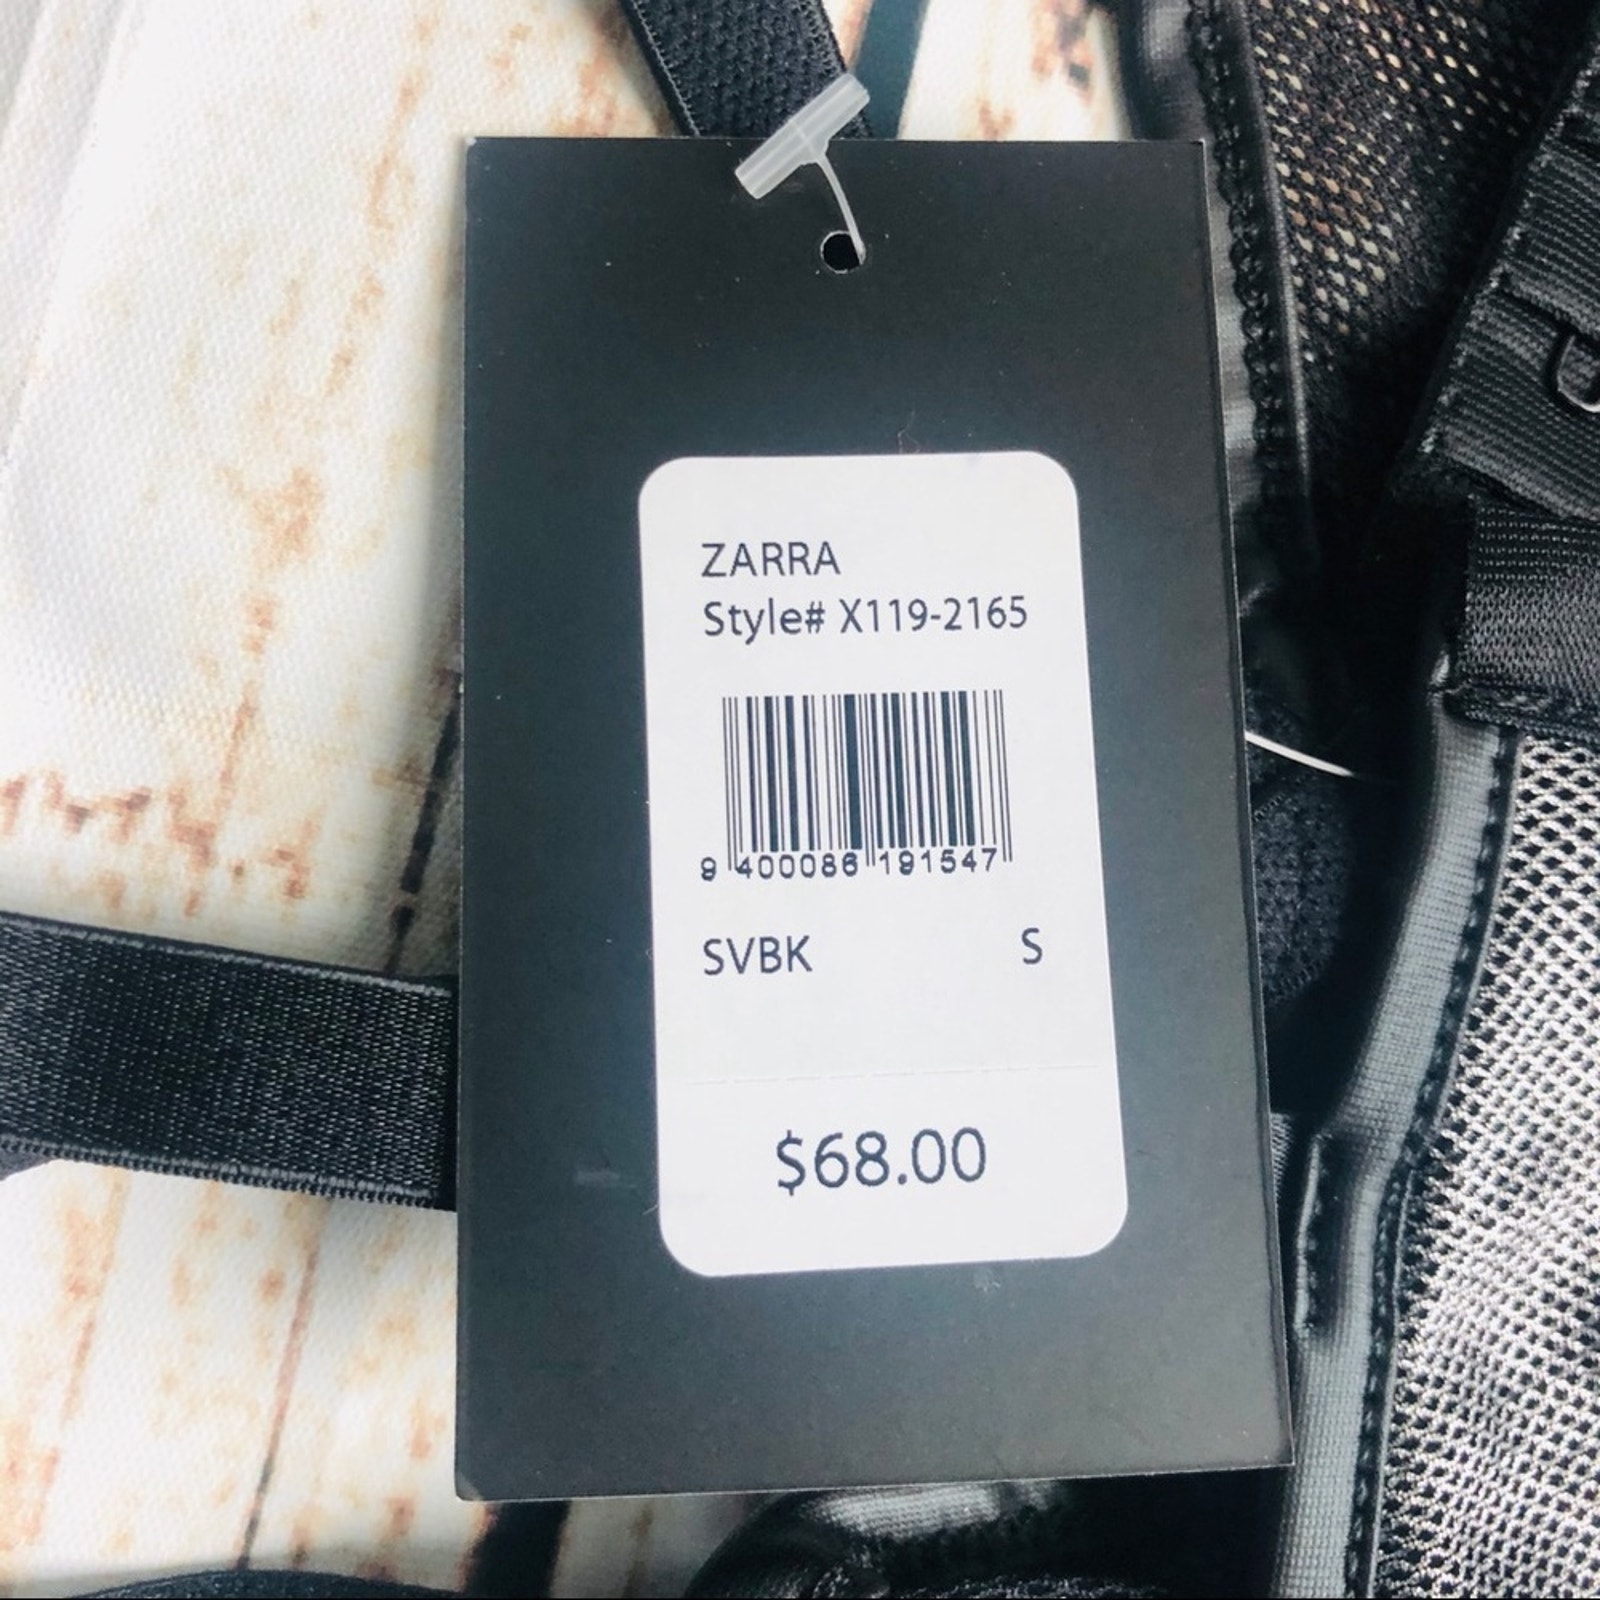 ZARRA
Style# X119-2165
9 400086 191547
SVBK S
$68.00